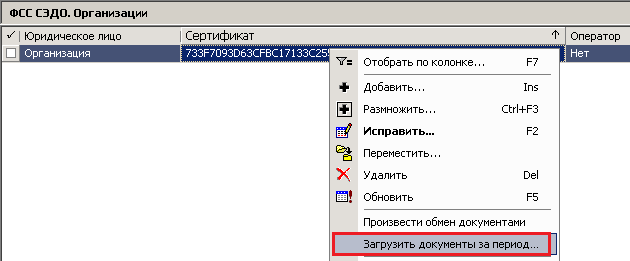 ФСС СЭДО. Организации
Юридическое лицо Сертификат Оператор
Организация 733F7093D63CFBC17133C255 Нет
Отобрать по колонке... F7
Добавить... Ins
Размножить... Ctrl+F3
Исправить... F2
Переместить...
Удалить Del
Обновить F5
Произвести обмен документами
Загрузить документы за период...